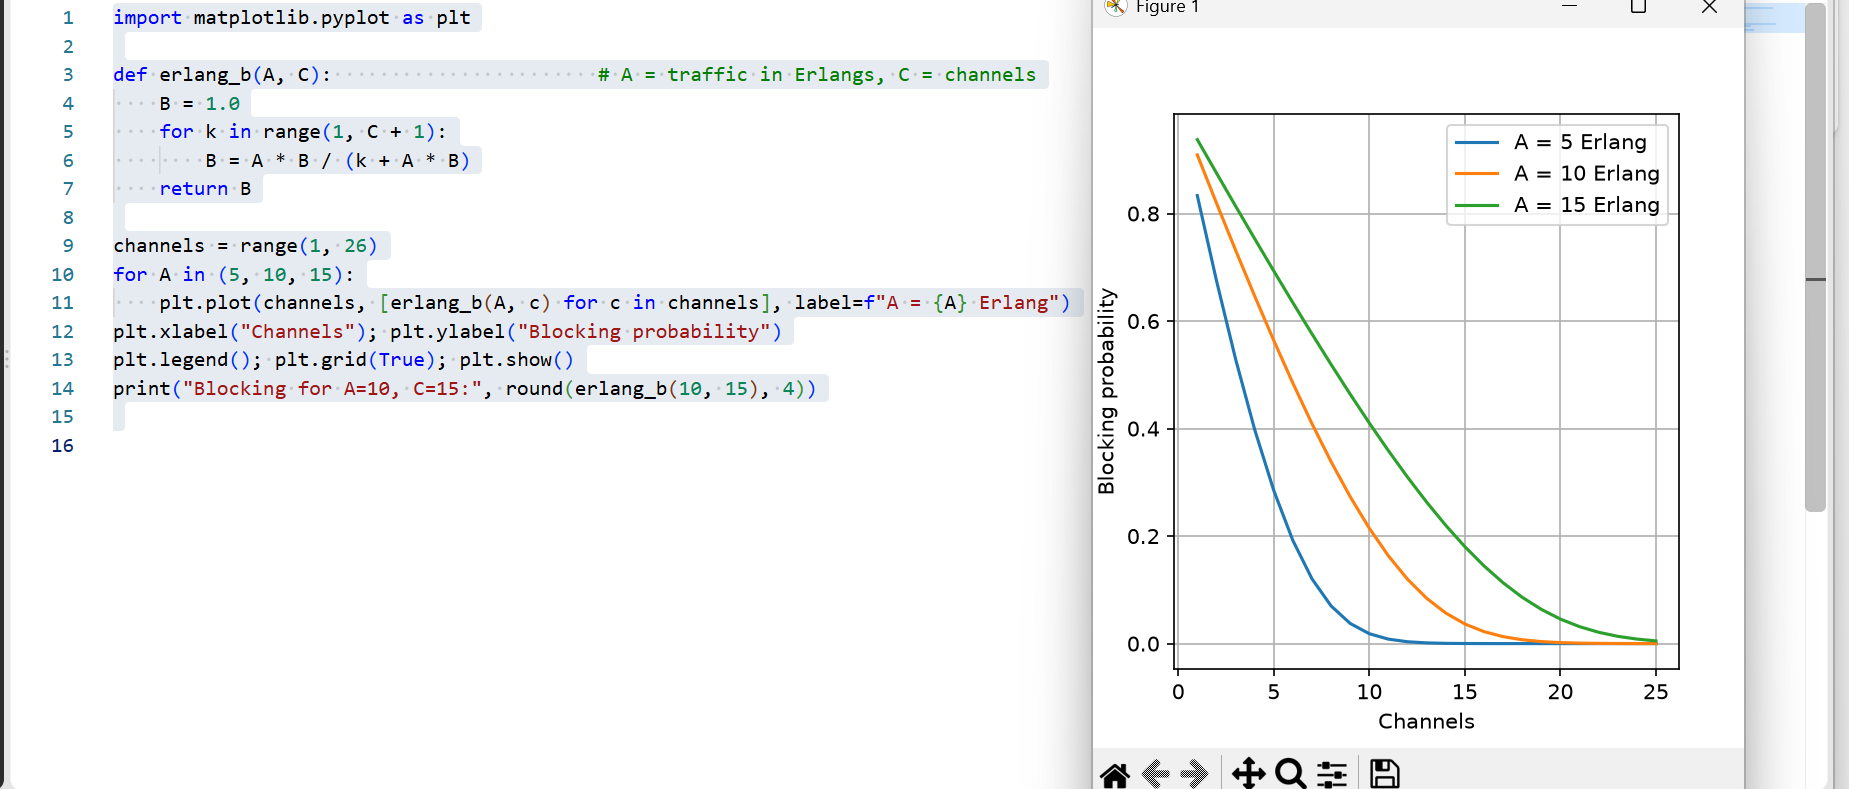 1 import matplotlib.pyplot as plt
2
3 def erlang_b(A, C):                       # A = traffic in Erlangs, C = channels
4     B = 1.0
5     for k in range(1, C + 1):
6         B = A * B / (k + A * B)
7     return B
8
9 channels = range(1, 26)
10 for A in (5, 10, 15):
11     plt.plot(channels, [erlang_b(A, c) for c in channels], label=f"A = {A} Erlang")
12 plt.xlabel("Channels"); plt.ylabel("Blocking probability")
13 plt.legend(); plt.grid(True); plt.show()
14 print("Blocking for A=10, C=15:", round(erlang_b(10, 15), 4))
15
16
Figure 1
A = 5 Erlang
A = 10 Erlang
A = 15 Erlang
Blocking probability
0.8
0.6
0.4
0.2
0.0
0 5 10 15 20 25
Channels